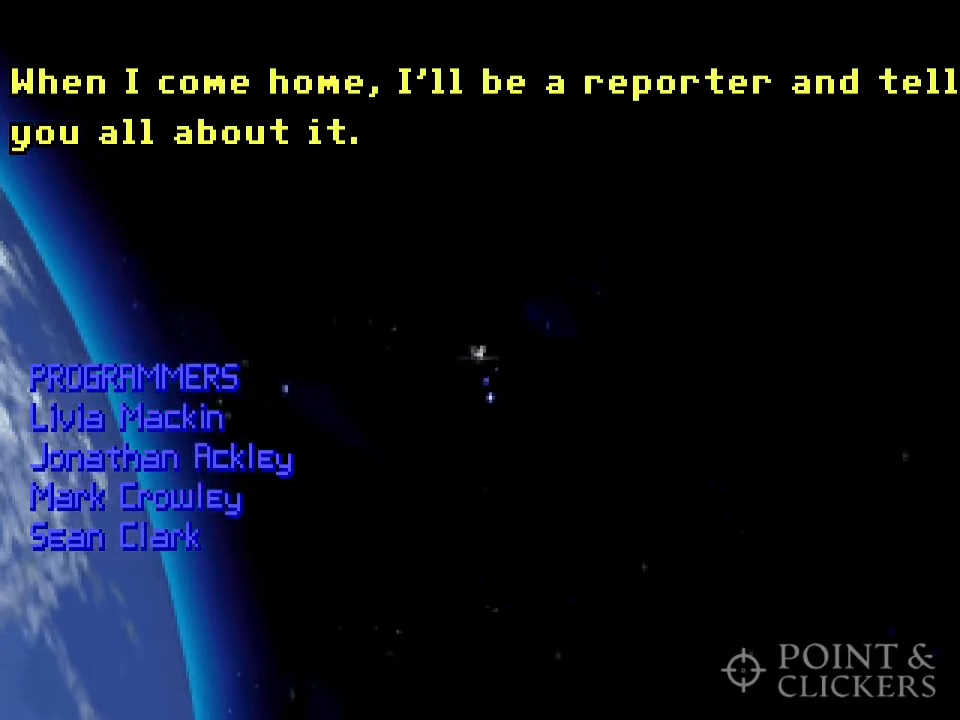 When I come home, I'll be a reporter and tell
you all about it.
PROGRAMMERS
Livia Mackin
Jonathan Ackley
Mark Crowley
Sean Clark
POINT &
CLICKERS